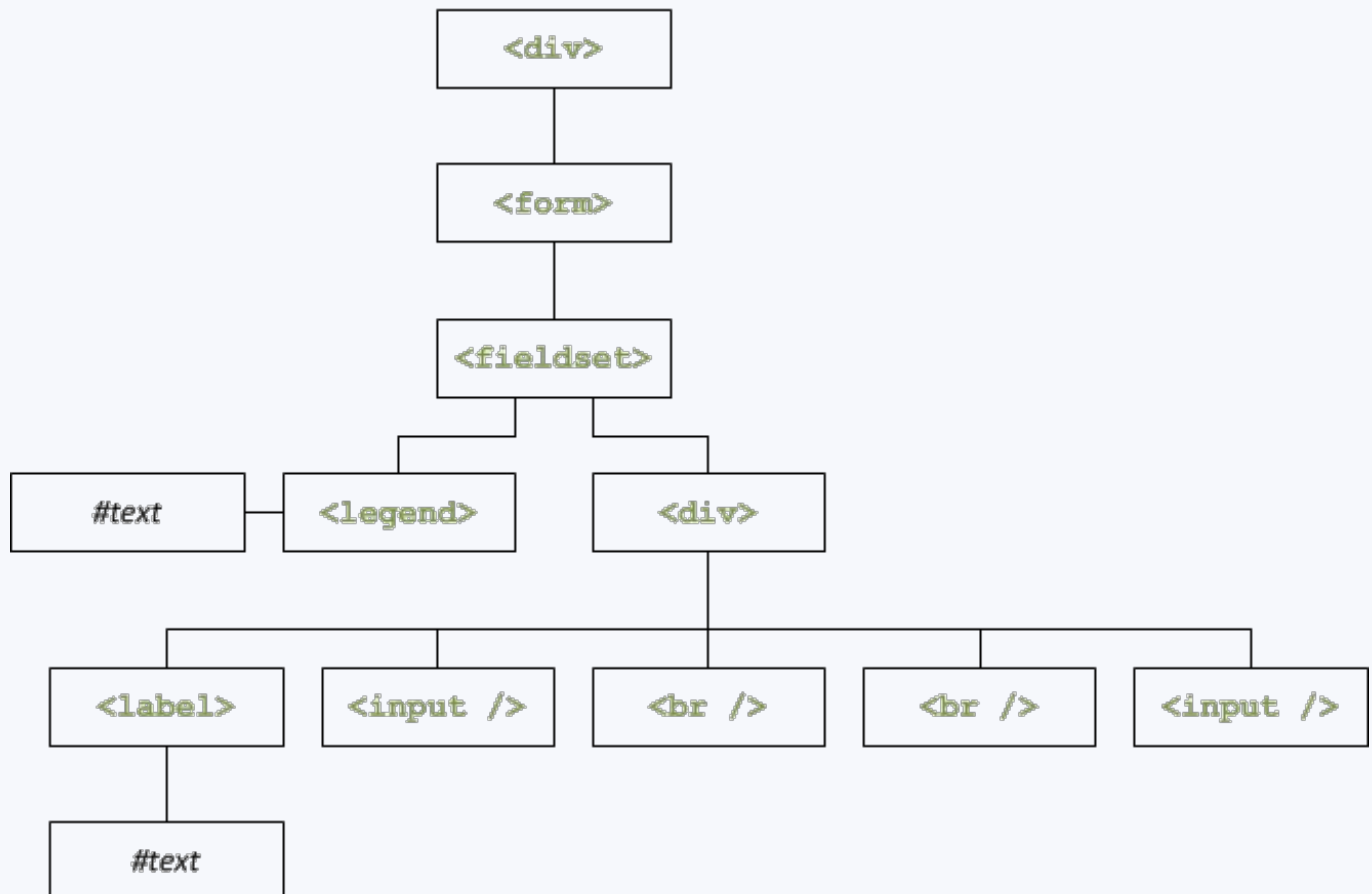 <div>
<form>
<fieldset>
#text
<legend>
<div>
<label>
<input />
<br />
<br />
<input />
#text